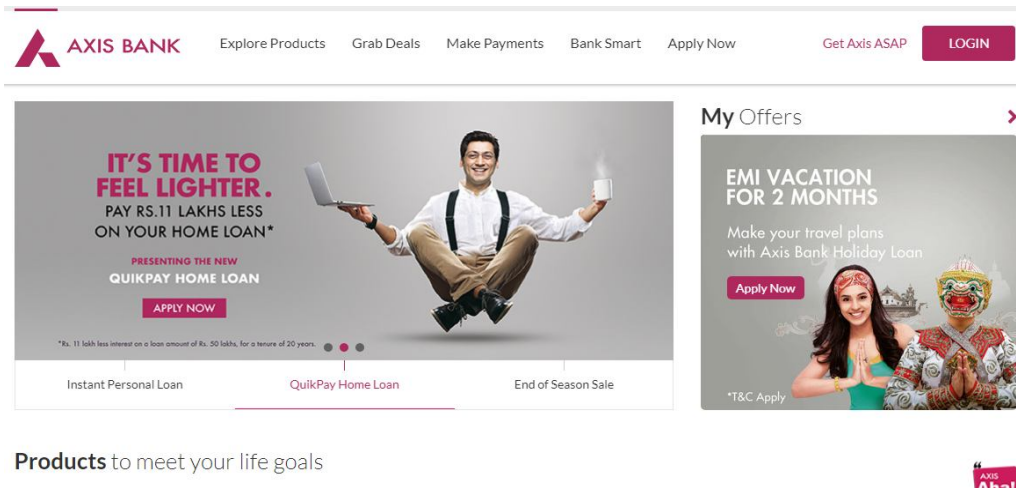 AXIS BANK
Explore Products
Grab Deals
Make Payments
Bank Smart
Apply Now
Get Axis ASAP
LOGIN
IT'S TIME TO
FEEL LIGHTER.
PAY RS.11 LAKHS LESS
ON YOUR HOME LOAN*
PRESENTING THE NEW
QUIKPAY HOME LOAN
APPLY NOW
*Rs. 11 lakh less interest on a loan amount of Rs. 50 lakhs, for a tenure of 20 years.
Instant Personal Loan
QuikPay Home Loan
End of Season Sale
My Offers
EMI VACATION
FOR 2 MONTHS
Make your travel plans
with Axis Bank Holiday Loan
Apply Now
*T&C Apply
Products to meet your life goals
AXIS
Aha!